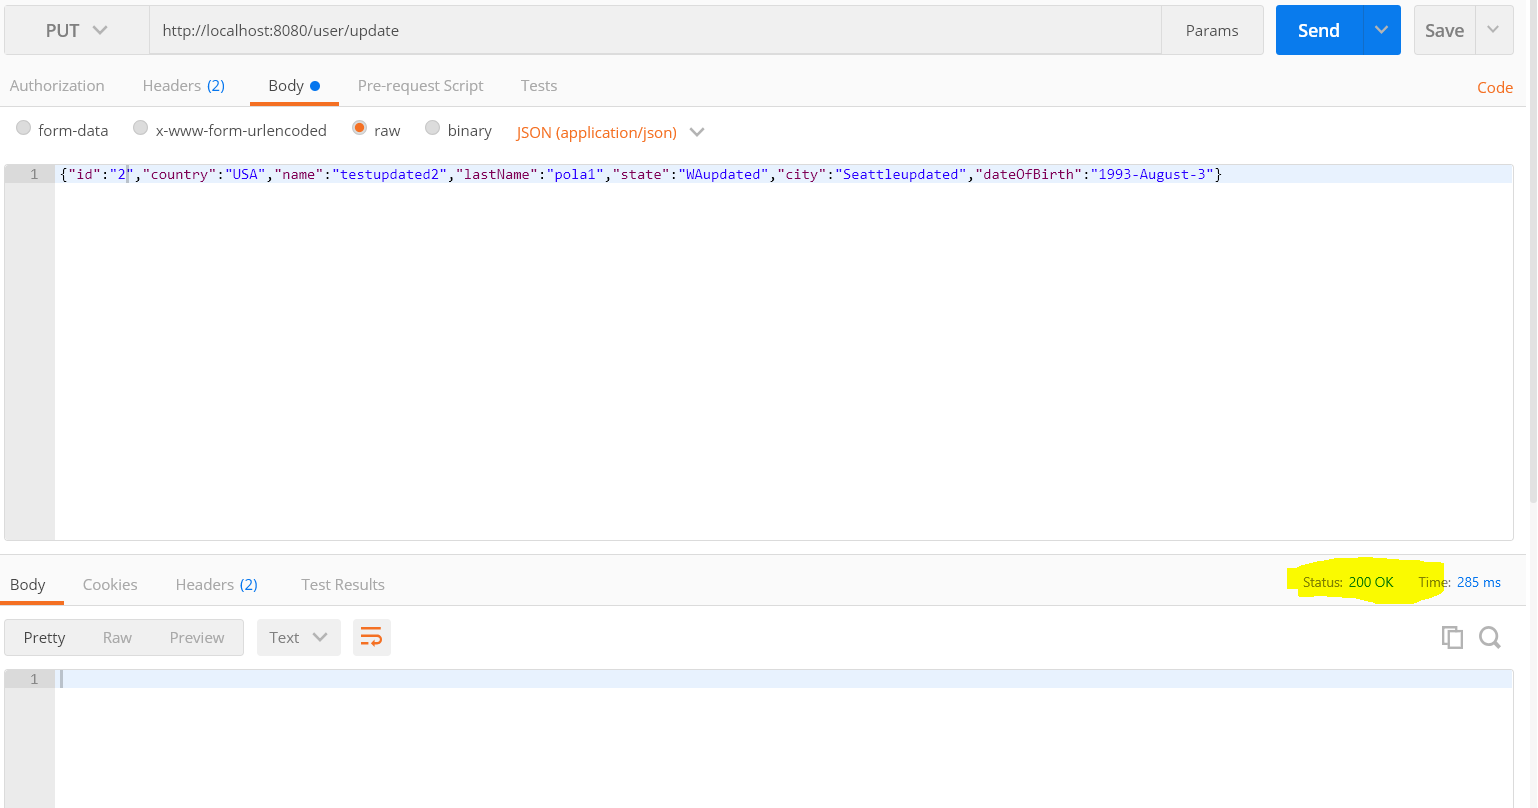 PUT http://localhost:8080/user/update Params Send Save
Authorization Headers (2) Body Pre-request Script Tests Code
form-data x-www-form-urlencoded raw binary JSON (application/json)
1 {"id":"2","country":"USA","name":"testupdated2","lastName":"pola1","state":"WAupdated","city":"Seattleupdated","dateOfBirth":"1993-August-3"}
Body Cookies Headers (2) Test Results Status: 200 OK Time: 285 ms
Pretty Raw Preview Text
1